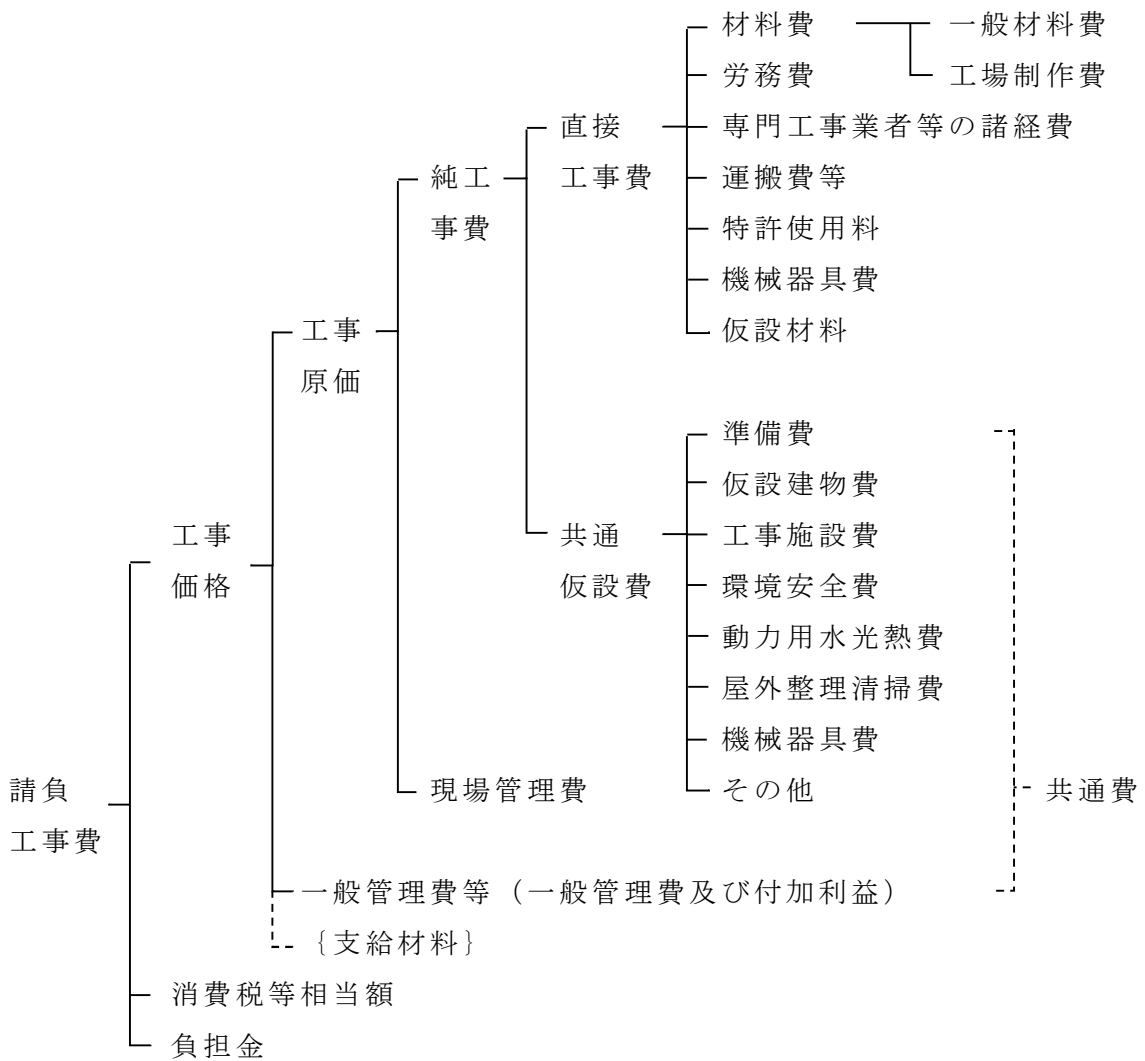 材料費
一般材料費
労務費
工場制作費
直接
工事費
専門工事業者等の諸経費
純工
事費
運搬費等
特許使用料
機械器具費
工事
原価
仮設材料
準備費
仮設建物費
工事
価格
共通
仮設費
工事施設費
環境安全費
動力用水光熱費
屋外整理清掃費
機械器具費
請負
工事費
現場管理費
その他
共通費
一般管理費等（一般管理費及び付加利益）
｛支給材料｝
消費税等相当額
負担金